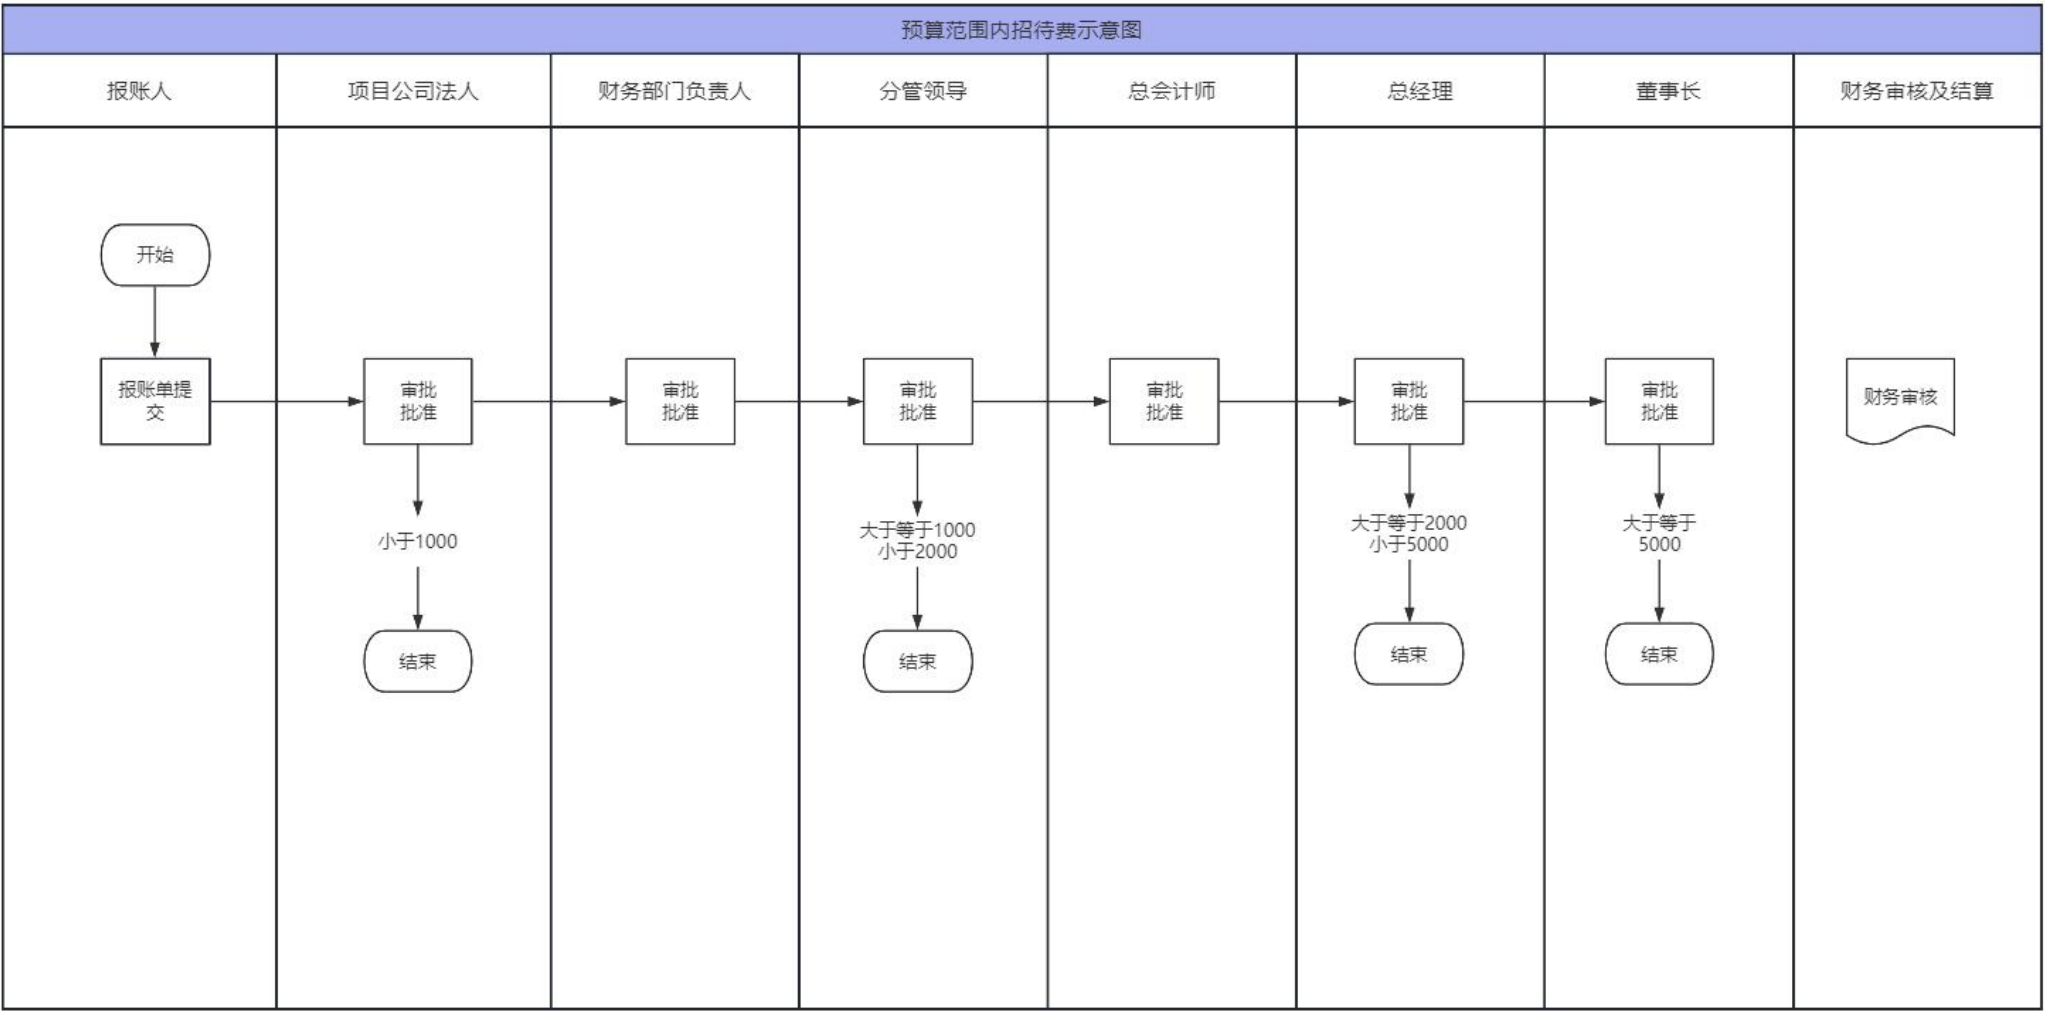 预算范围内招待费示意图
报账人
项目公司法人
财务部门负责人
分管领导
总会计师
总经理
董事长
财务审核及结算
开始
报账单提
交
审批
批准
审批
批准
审批
批准
审批
批准
审批
批准
审批
批准
财务审核
小于1000
大于等于1000
小于2000
大于等于2000
小于5000
大于等于
5000
结束
结束
结束
结束